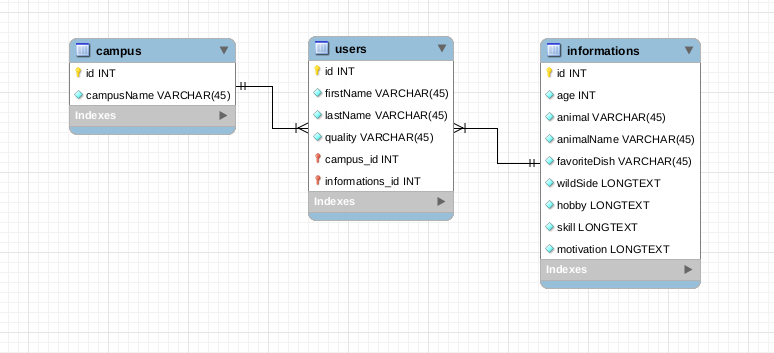 campus
id INT
campusName VARCHAR(45)
Indexes
users
id INT
firstName VARCHAR(45)
lastName VARCHAR(45)
quality VARCHAR(45)
campus_id INT
informations_id INT
Indexes
informations
id INT
age INT
animal VARCHAR(45)
animalName VARCHAR(45)
favoriteDish VARCHAR(45)
wildSide LONGTEXT
hobby LONGTEXT
skill LONGTEXT
motivation LONGTEXT
Indexes